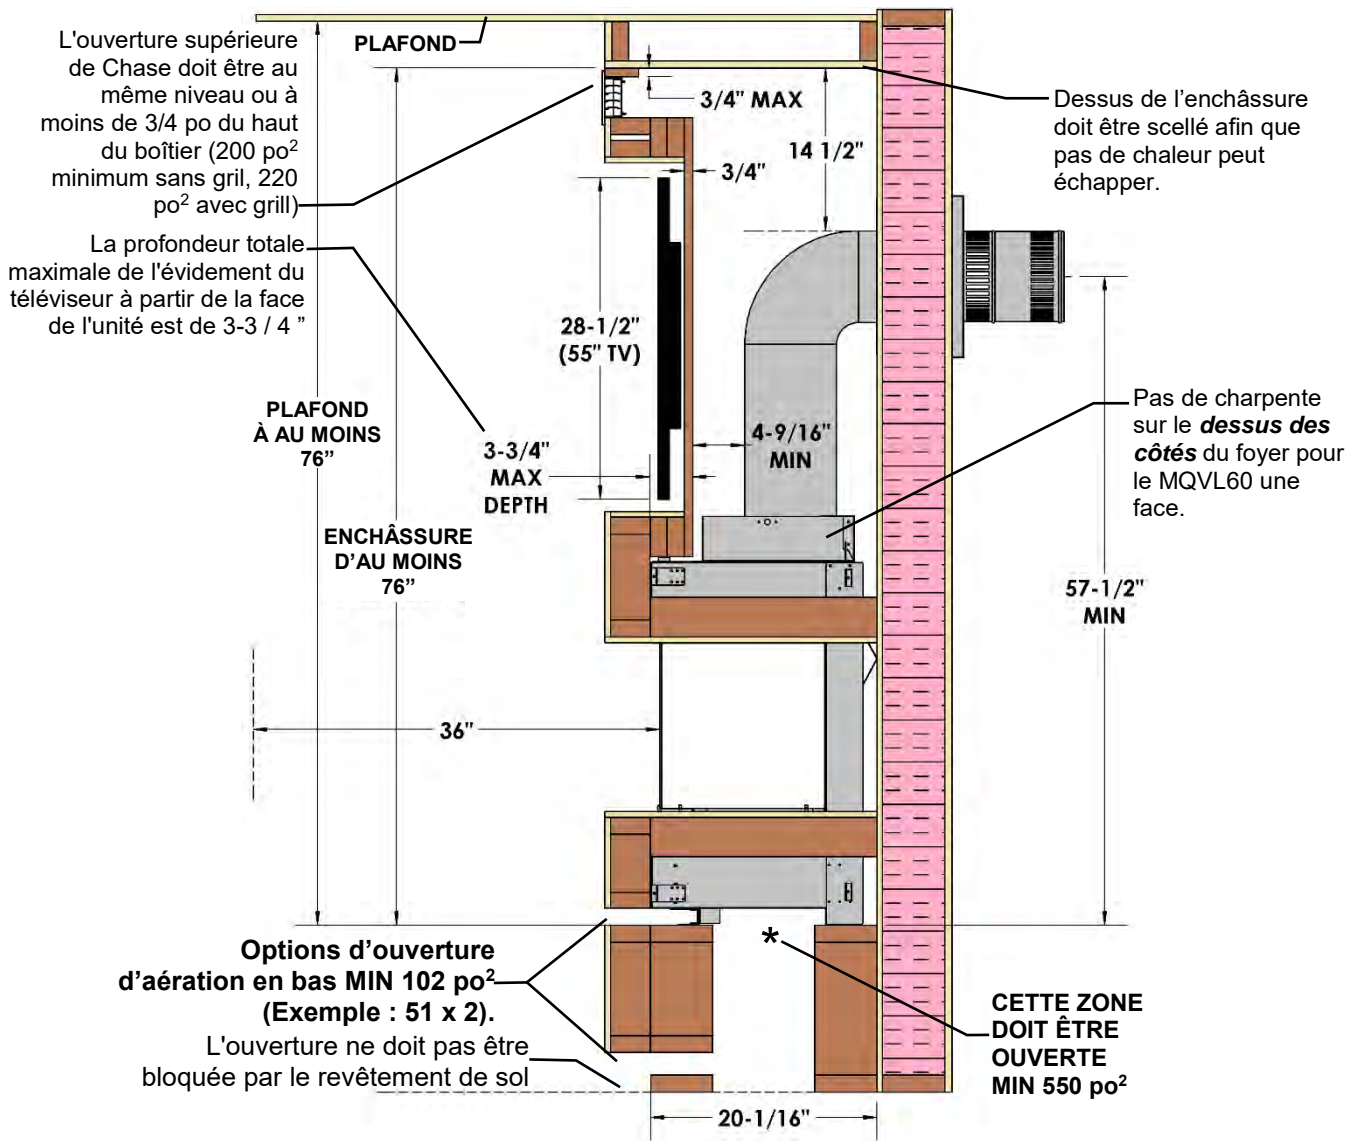 PLAFOND
L'ouverture supérieure
de Chase doit être au
même niveau ou à
moins de 3/4 po du haut
du boîtier (200 po²
minimum sans gril, 220
po² avec grill)
La profondeur totale
maximale de l'évidement du
téléviseur à partir de la face
de l'unité est de 3-3 / 4 ”
3/4" MAX
14 1/2"
3/4"
Dessus de l’enchâssure
doit être scellé afin que
pas de chaleur peut
échapper.
28-1/2"
(55" TV)
PLAFOND
À AU MOINS
76”
3-3/4"
MAX
DEPTH
4-9/16"
MIN
Pas de charpente
sur le dessus des
côtés du foyer pour
le MQVL60 une
face.
ENCHÂSSURE
D’AU MOINS
76”
57-1/2"
MIN
36"
Options d’ouverture
d’aération en bas MIN 102 po²
(Exemple : 51 x 2).
L'ouverture ne doit pas être
bloquée par le revêtement de sol
*
CETTE ZONE
DOIT ÊTRE
OUVERTE
MIN 550 po²
20-1/16"